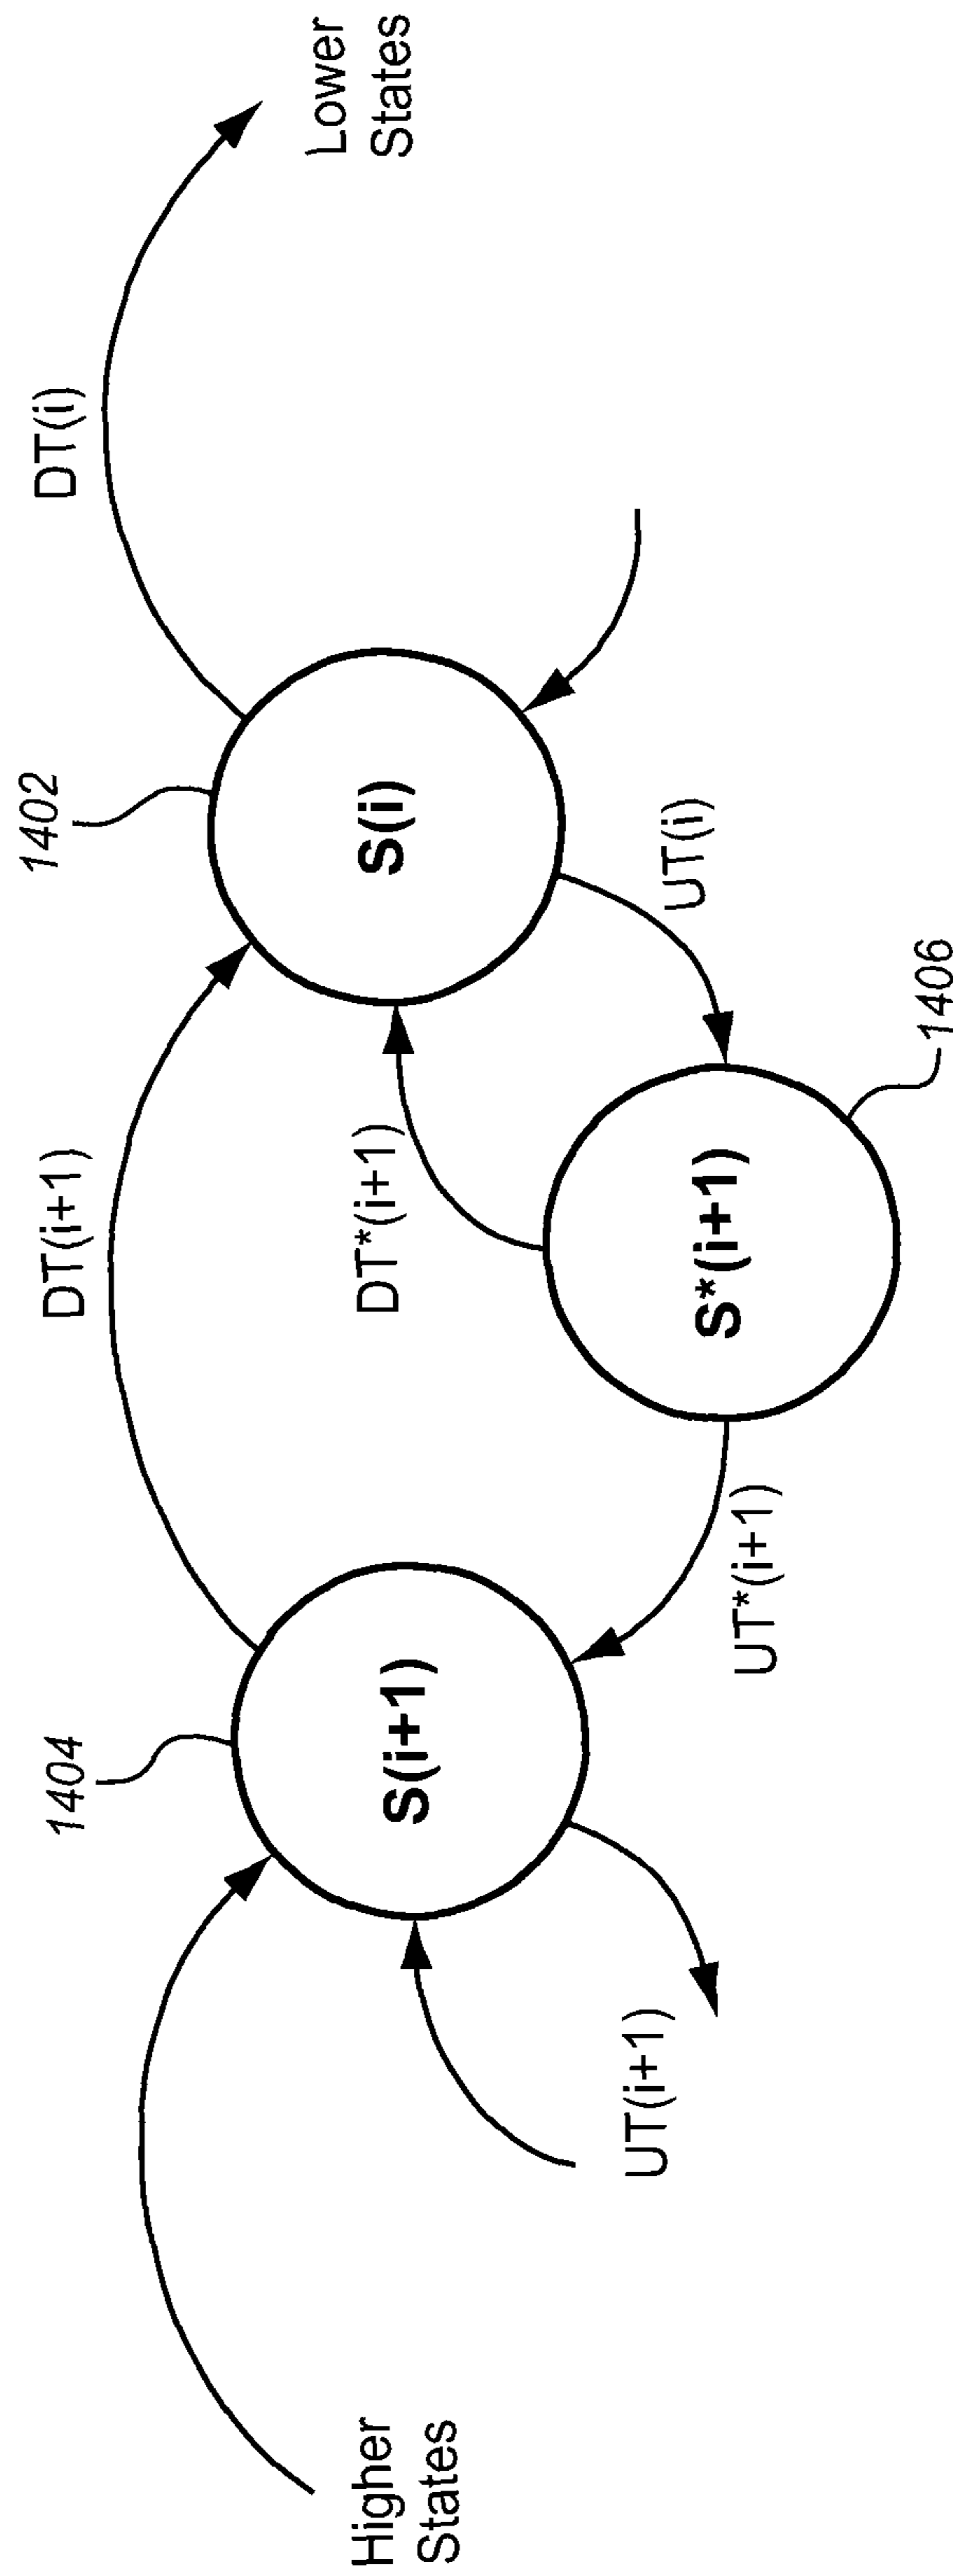 Higher
States
1404
S(i+1)
UT(i+1)
DT(i+1)
DT*(i+1)
UT*(i+1)
S*(i+1)
1406
1402
S(i)
UT(i)
DT(i)
Lower
States